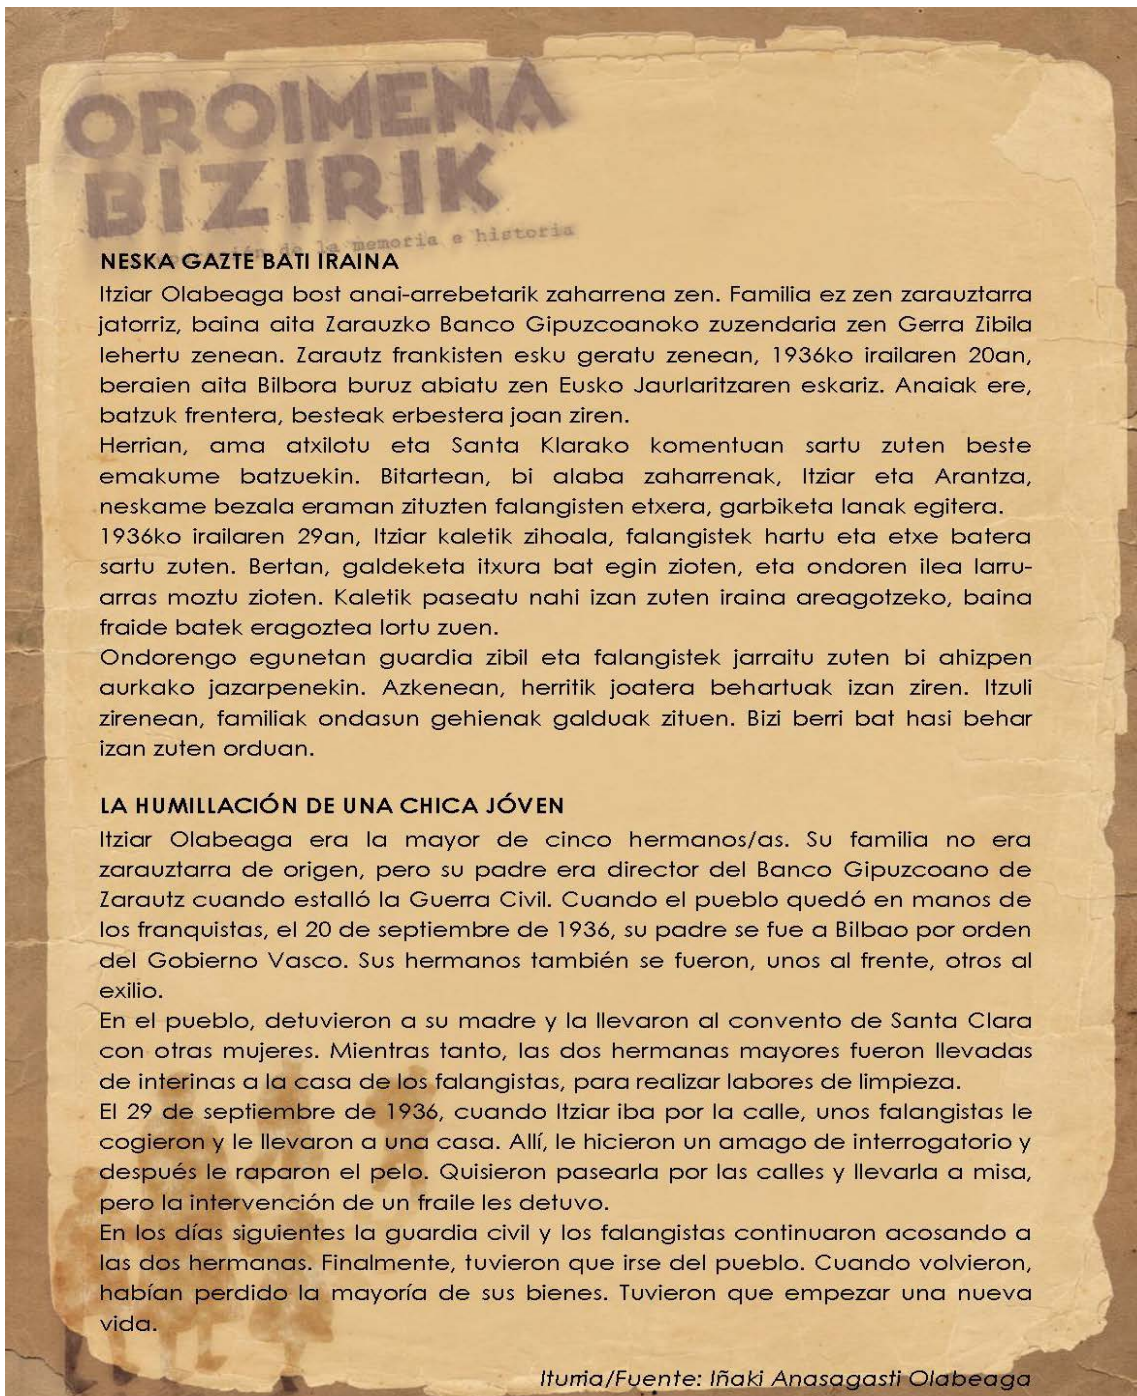 OROIMENA
BIZIRIK
de la memoria e historia
NESKA GAZTE BATI IRAINA
Itziar Olabeaga bost anai-arrebetarik zaharrena zen. Familia ez zen zarauztarra
jatorriz, baina aita Zarauzko Banco Gipuzcoanoko zuzendaria zen Gerra Zibila
lehertu zenean. Zarautz frankisten esku geratu zenean, 1936ko irailaren 20an,
beraien aita Bilbora buruz abiatu zen Eusko Jaurlaritzaren eskariz. Anaiak ere,
batzuk frentera, besteak erbestera joan ziren.
Herrian, ama atxilotu eta Santa Klarako komentuan sartu zuten beste
emakume batzuekin. Bitartean, bi alaba zaharrenak, Itziar eta Arantza,
neskame bezala eraman zituzten falangisten etxera, garbiketa lanak egitera.
1936ko irailaren 29an, Itziar kaletik zihoala, falangistek hartu eta etxe batera
sartu zuten. Bertan, galdeketa itxura bat egin zioten, eta ondoren ilea larru-
arras moztu zioten. Kaletik paseatu nahi izan zuten iraina areagotzeko, baina
fraide batek eragoztea lortu zuen.
Ondorengo egunetan guardia zibil eta falangistek jarraitu zuten bi ahizpen
aurkako jazarpenekin. Azkenean, herritik joatera behartuak izan ziren. Itzuli
zirenean, familiak ondasun gehienak galduak zituen. Bizi berri bat hasi behar
izan zuten orduan.
LA HUMILLACIÓN DE UNA CHICA JÓVEN
Itziar Olabeaga era la mayor de cinco hermanos/as. Su familia no era
zarauztarra de origen, pero su padre era director del Banco Gipuzcoano de
Zarautz cuando estalló la Guerra Civil. Cuando el pueblo quedó en manos de
los franquistas, el 20 de septiembre de 1936, su padre se fue a Bilbao por orden
del Gobierno Vasco. Sus hermanos también se fueron, unos al frente, otros al
exilio.
En el pueblo, detuvieron a su madre y la llevaron al convento de Santa Clara
con otras mujeres. Mientras tanto, las dos hermanas mayores fueron llevadas
de interinas a la casa de los falangistas, para realizar labores de limpieza.
El 29 de septiembre de 1936, cuando Itziar iba por la calle, unos falangistas le
cogieron y le llevaron a una casa. Allí, le hicieron un amago de interrogatorio y
después le raparon el pelo. Quisieron pasearla por las calles y llevarla a misa,
pero la intervención de un fraile les detuvo.
En los días siguientes la guardia civil y los falangistas continuaron acosando a
las dos hermanas. Finalmente, tuvieron que irse del pueblo. Cuando volvieron,
habían perdido la mayoría de sus bienes. Tuvieron que empezar una nueva
vida.
Iturria/Fuente: Iñaki Anasagasti Olabeaga